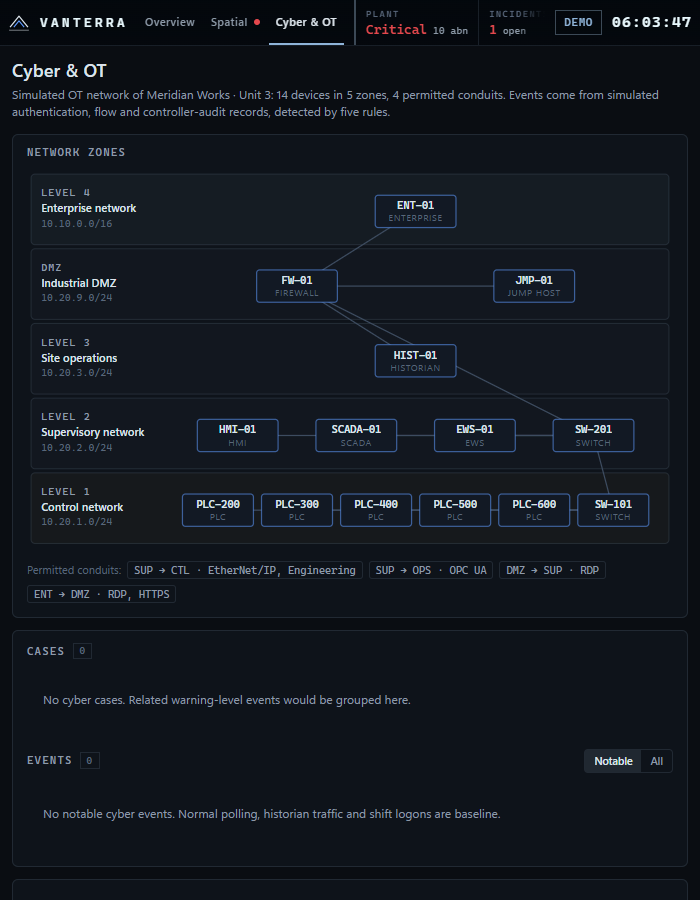 VANTERRA
Overview
Spatial
Cyber & OT
PLANT
Critical 10 abn
INCIDENT
1 open
DEMO
06:03:47
Cyber & OT
Simulated OT network of Meridian Works · Unit 3: 14 devices in 5 zones, 4 permitted conduits. Events come from simulated
authentication, flow and controller-audit records, detected by five rules.
NETWORK ZONES
LEVEL 4
Enterprise network
10.10.0.0/16
ENT-01
ENTERPRISE
DMZ
Industrial DMZ
10.20.9.0/24
FW-01
FIREWALL
JMP-01
JUMP HOST
LEVEL 3
Site operations
10.20.3.0/24
HIST-01
HISTORIAN
LEVEL 2
Supervisory network
10.20.2.0/24
HMI-01
HMI
SCADA-01
SCADA
EWS-01
EWS
SW-201
SWITCH
LEVEL 1
Control network
10.20.1.0/24
PLC-200
PLC
PLC-300
PLC
PLC-400
PLC
PLC-500
PLC
PLC-600
PLC
SW-101
SWITCH
Permitted conduits: SUP → CTL · EtherNet/IP, Engineering SUP → OPS · OPC UA DMZ → SUP · RDP
ENT → DMZ · RDP, HTTPS
CASES 0
No cyber cases. Related warning-level events would be grouped here.
EVENTS 0
Notable All
No notable cyber events. Normal polling, historian traffic and shift logons are baseline.